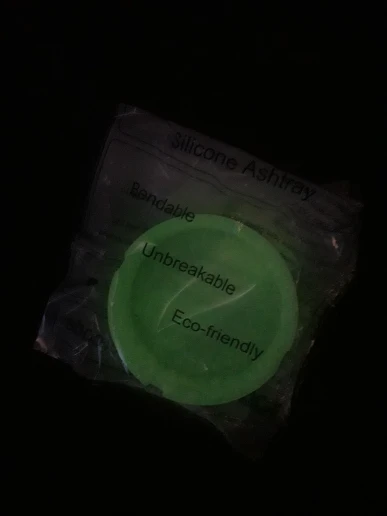 Silicone Ashtray
Bendable
Unbreakable
Eco-friendly